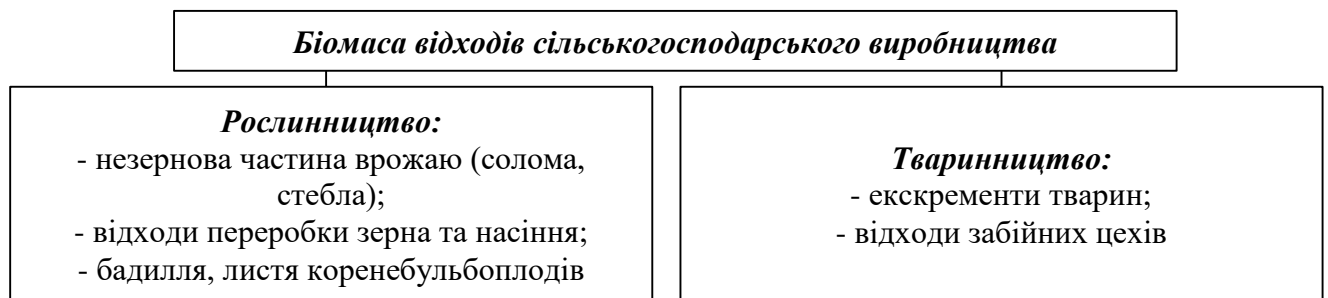 Біомаса відходів сільськогосподарського виробництва
Рослинництво:
- незернова частина врожаю (солома,
стебла);
- відходи переробки зерна та насіння;
- бадилля, листя коренебульбоплодів
Тваринництво:
- екскременти тварин;
- відходи забійних цехів